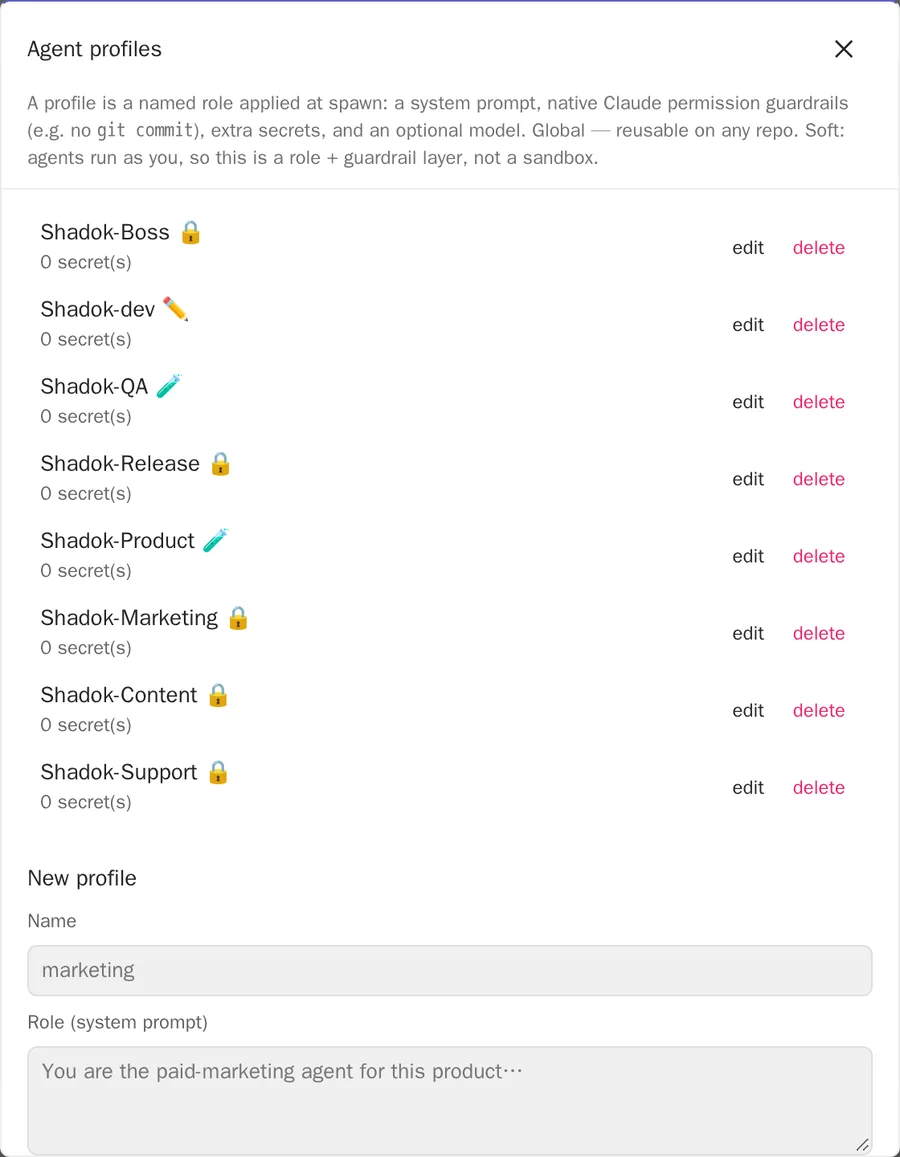 Agent profiles
A profile is a named role applied at spawn: a system prompt, native Claude permission guardrails
(e.g. no git commit), extra secrets, and an optional model. Global — reusable on any repo. Soft:
agents run as you, so this is a role + guardrail layer, not a sandbox.
Shadok-Boss 🔒
0 secret(s)
edit delete
Shadok-dev ✏️
0 secret(s)
edit delete
Shadok-QA 🧪
0 secret(s)
edit delete
Shadok-Release 🔒
0 secret(s)
edit delete
Shadok-Product 🧪
0 secret(s)
edit delete
Shadok-Marketing 🔒
0 secret(s)
edit delete
Shadok-Content 🔒
0 secret(s)
edit delete
Shadok-Support 🔒
0 secret(s)
edit delete
New profile
Name
marketing
Role (system prompt)
You are the paid-marketing agent for this product…